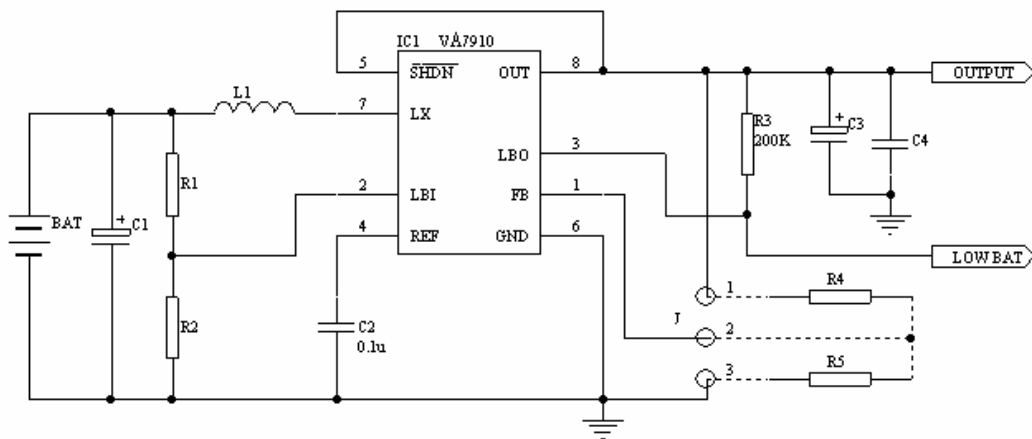 IC1 VA7910
5 SHDN OUT 8 OUTPUT
L1 7 LX
R3
200K
C3 C4
LBO 3
R1
2 LBI FB 1
BAT + C1
4 REF GND 6
LOWBAT
R2
C2
0.1u
J
1 R4
2
3 R5
+